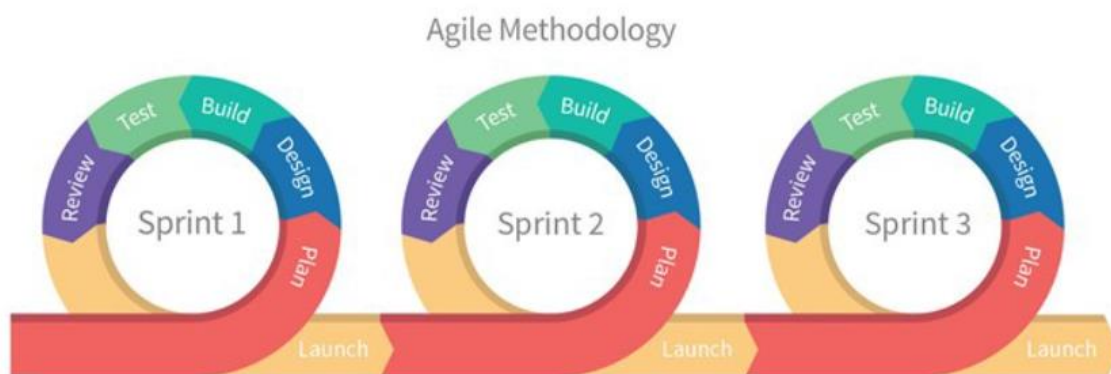 Agile Methodology
Test
Build
Design
Review
Sprint 1
Plan
Launch
Test
Build
Design
Review
Sprint 2
Plan
Launch
Test
Build
Design
Review
Sprint 3
Plan
Launch